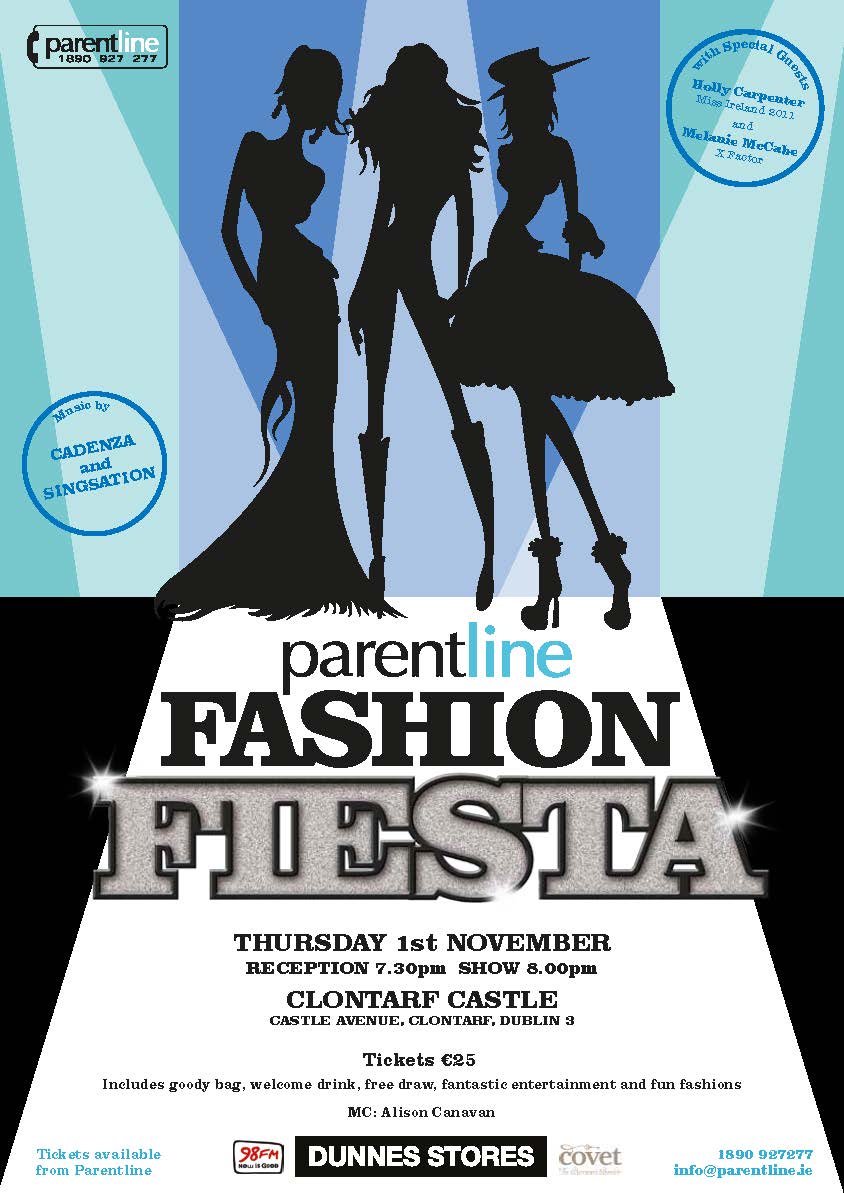 parentline
1890 927 277
with Special Guests
Holly Carpenter
Miss Ireland 2011
and
Melanie McCabe
X Factor
Music by
CADENZA
and
SINGSATION
parentline
FASHION
FIESTA
THURSDAY 1st NOVEMBER
RECEPTION 7.30pm SHOW 8.00pm
CLONTARF CASTLE
CASTLE AVENUE, CLONTARF, DUBLIN 3
Tickets €25
Includes goody bag, welcome drink, free draw, fantastic entertainment and fun fashions
MC: Alison Canavan
Tickets available
from Parentline
98FM
NOW IS GOOD
DUNNES STORES
covet
1890 927277
info@parentline.ie